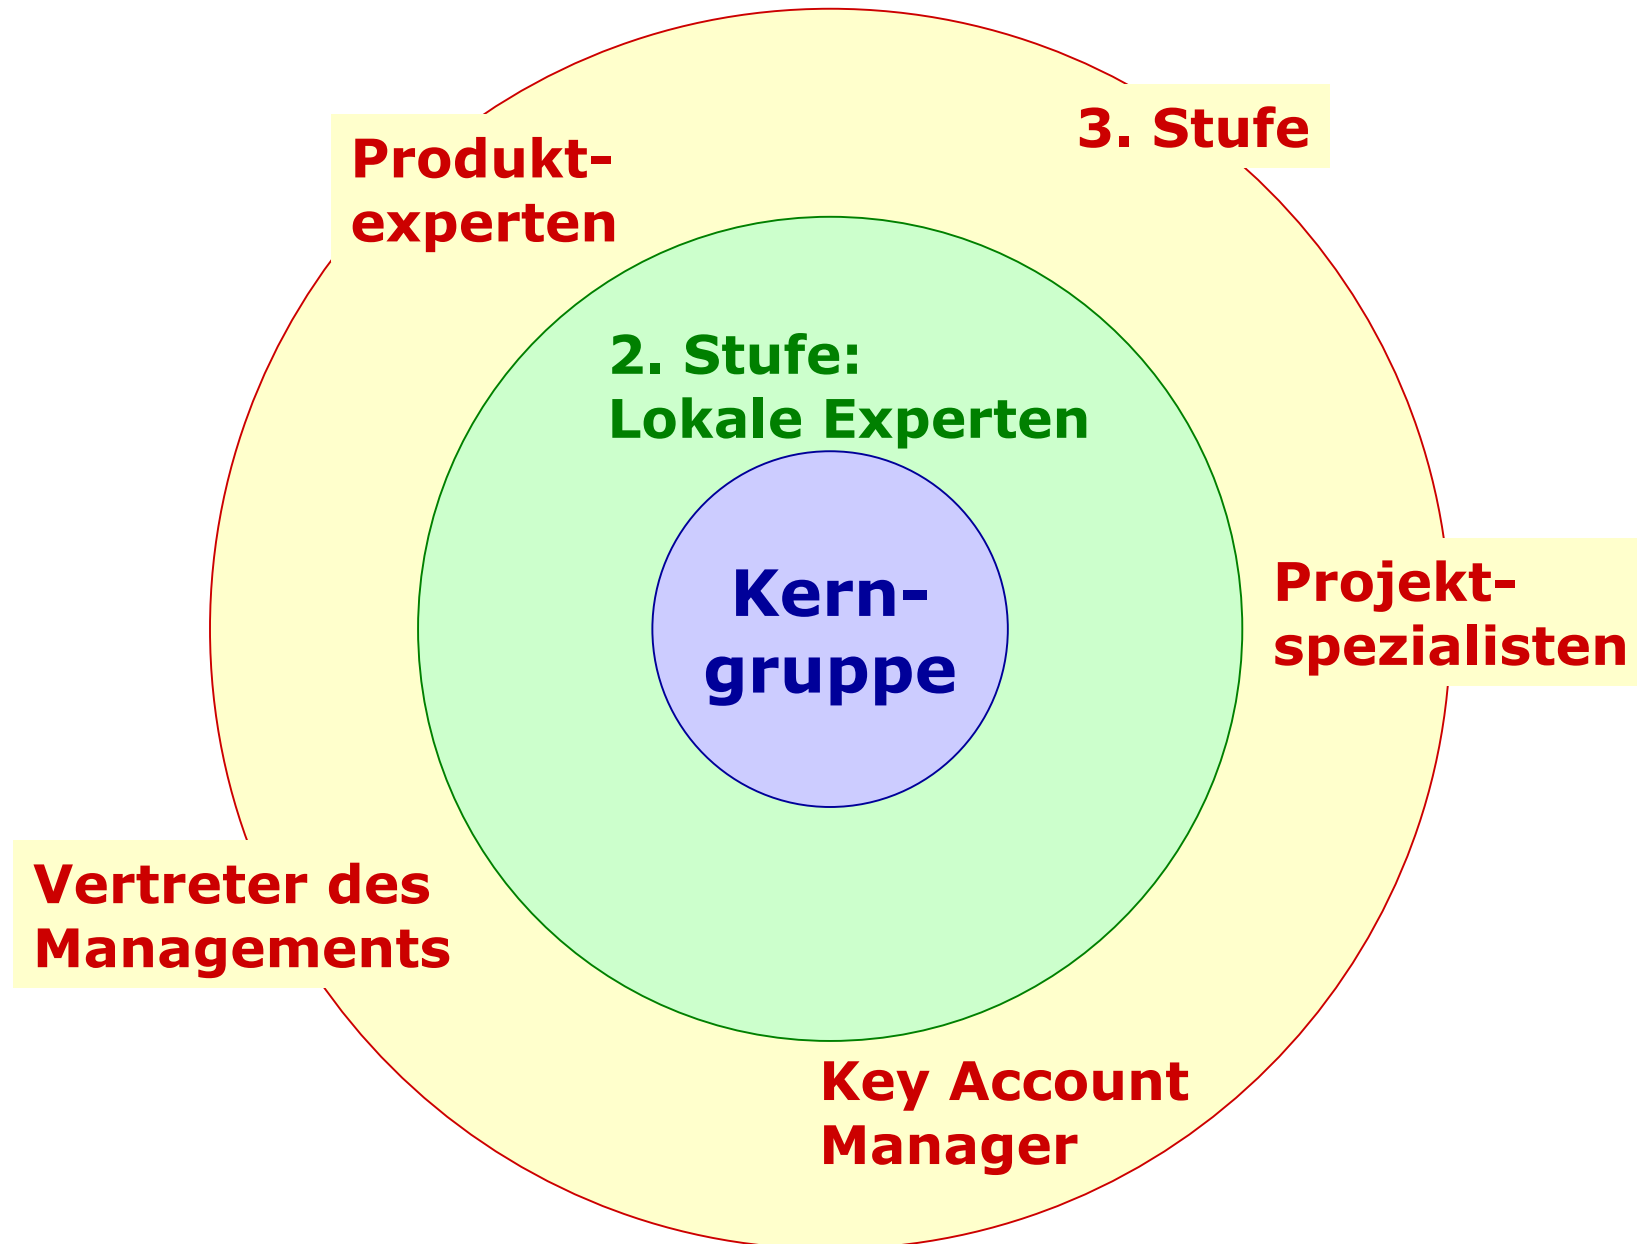 3. Stufe
Produkt-
experten
2. Stufe:
Lokale Experten
Kern-
gruppe
Projekt-
spezialisten
Vertreter des
Managements
Key Account
Manager